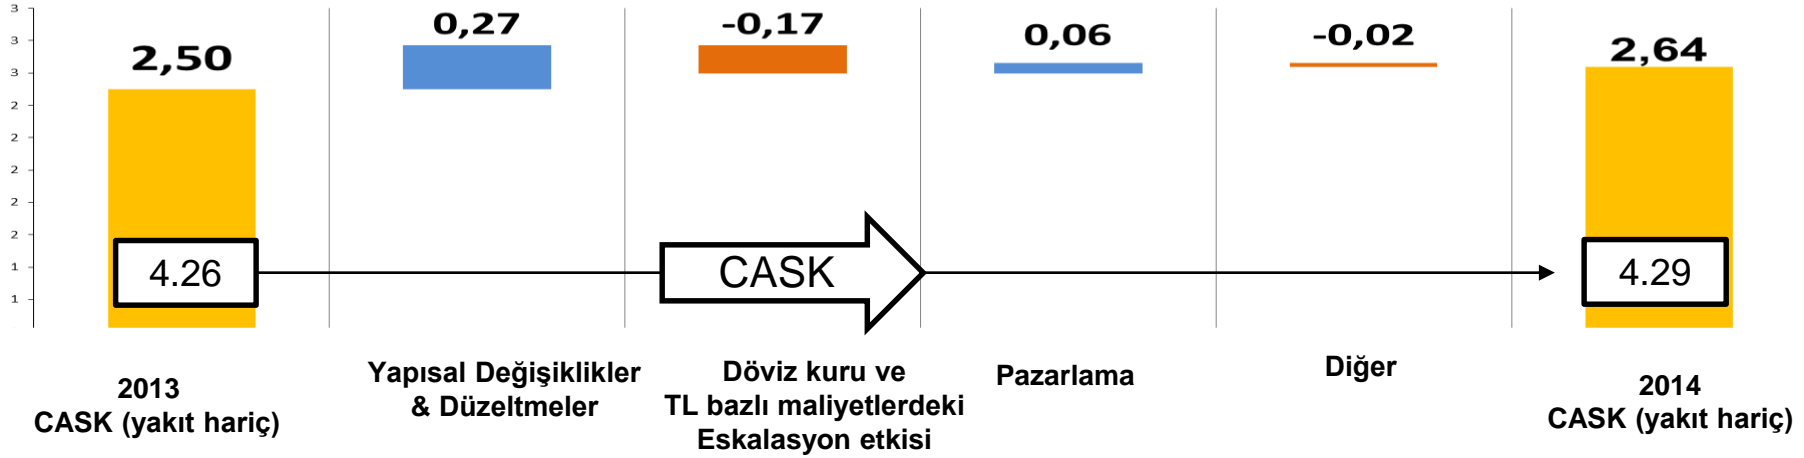 3
3
3
2
2
2
2
2
1
1
2,50
0,27
-0,17
0,06
-0,02
2,64
4.26
CASK
4.29
2013
CASK (yakıt hariç)
Yapısal Değişiklikler
& Düzeltmeler
Döviz kuru ve
TL bazlı maliyetlerdeki
Eskalasyon etkisi
Pazarlama
Diğer
2014
CASK (yakıt hariç)